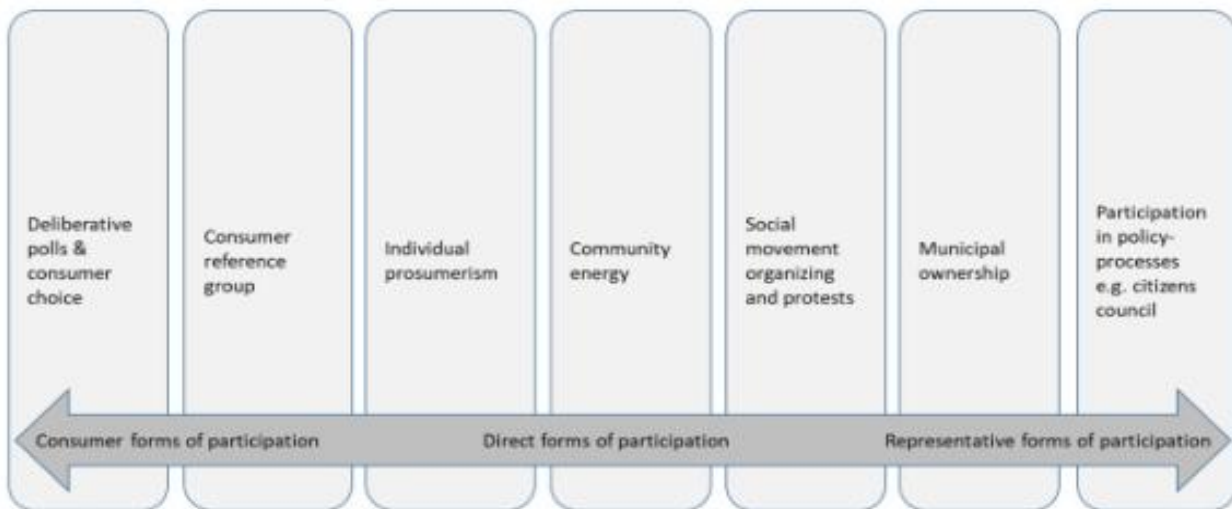 Deliberative
polls &
consumer
choice
Consumer
reference
group
Individual
prosumerism
Community
energy
Social
movement
organizing
and protests
Municipal
ownership
Participation
in policy-
processes
e.g. citizens
council
Consumer forms of participation
Direct forms of participation
Representative forms of participation